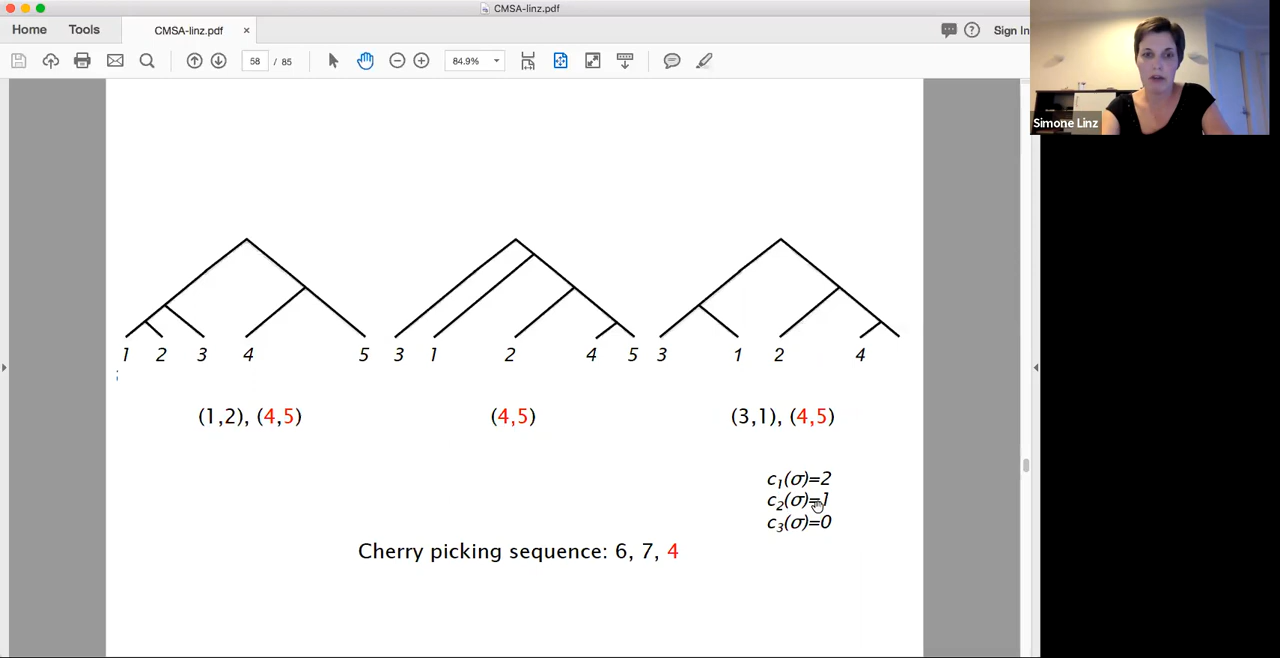 CMSA-linz.pdf
Home Tools CMSA-linz.pdf × Sign In
58 / 85 84.9%
Simone Linz
1 2 3 4 5 3 1 2 4 5 3 1 2 4
(1,2), (4,5) (4,5) (3,1), (4,5)
c₁(σ)=2
c₂(σ)=1
c₃(σ)=0
Cherry picking sequence: 6, 7, 4